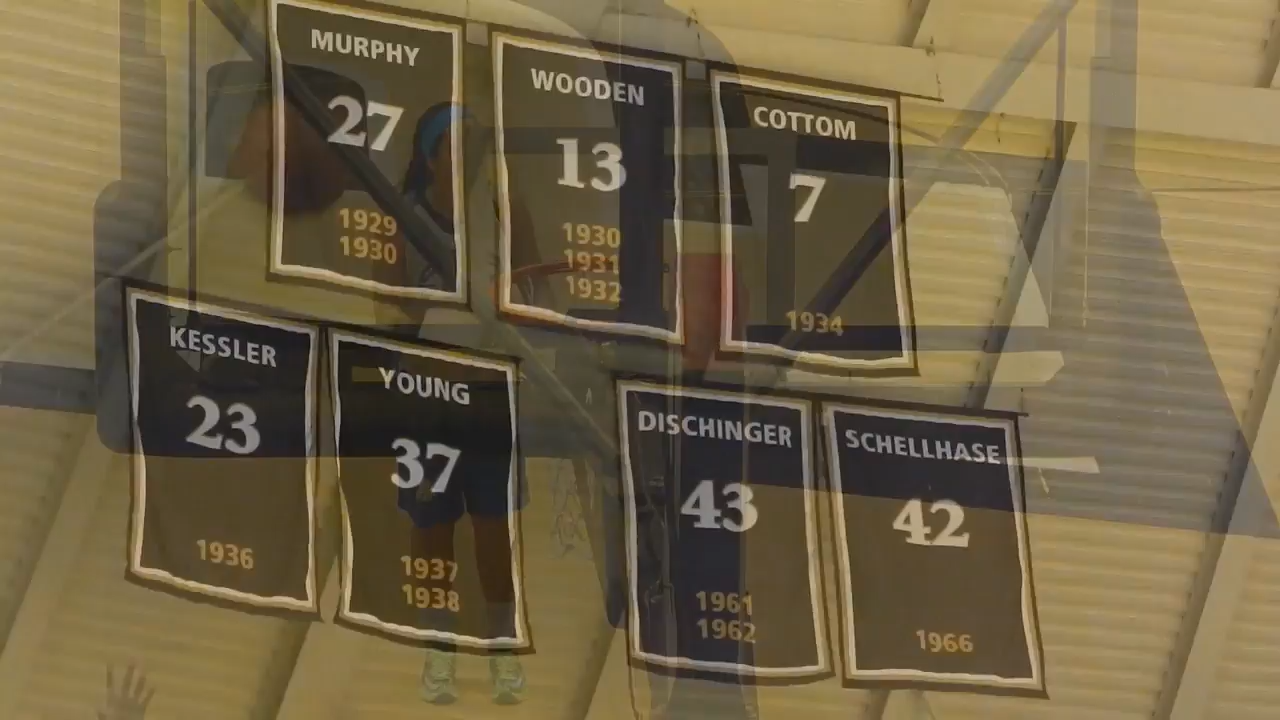 MURPHY
27
1929
1930
WOODEN
13
1930
1931
1932
COTTOM
7
1934
KESSLER
23
1936
YOUNG
37
1937
1938
DISCHINGER
43
1961
1962
SCHELLHASE
42
1966